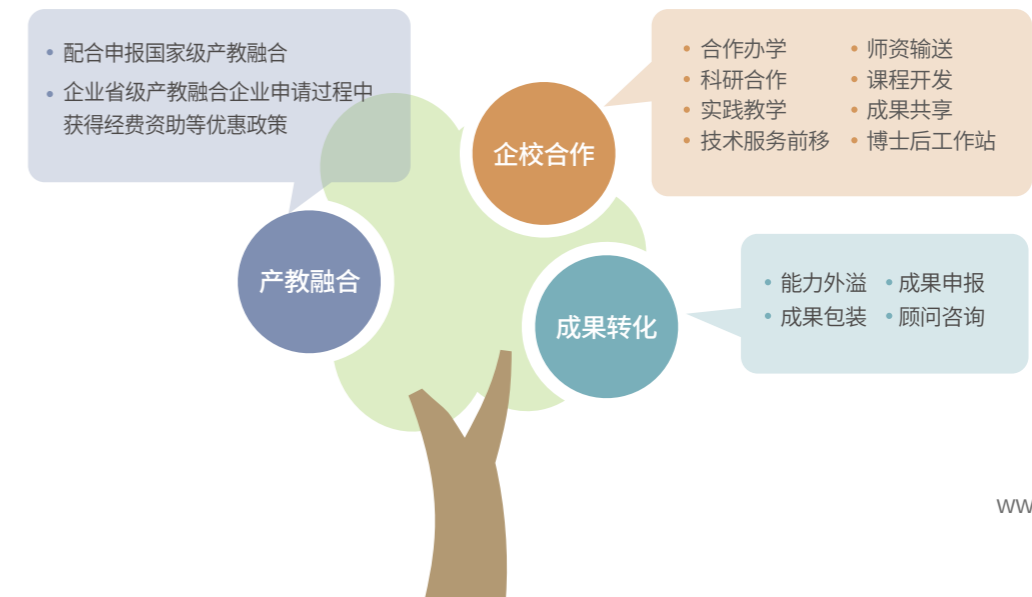 配合申报国家级产教融合
企业省级产教融合企业申请过程中
获得经费资助等优惠政策
产教融合
企校合作
合作办学
师资输送
科研合作
课程开发
实践教学
成果共享
技术服务前移
博士后工作站
成果转化
能力外溢
成果申报
成果包装
顾问咨询